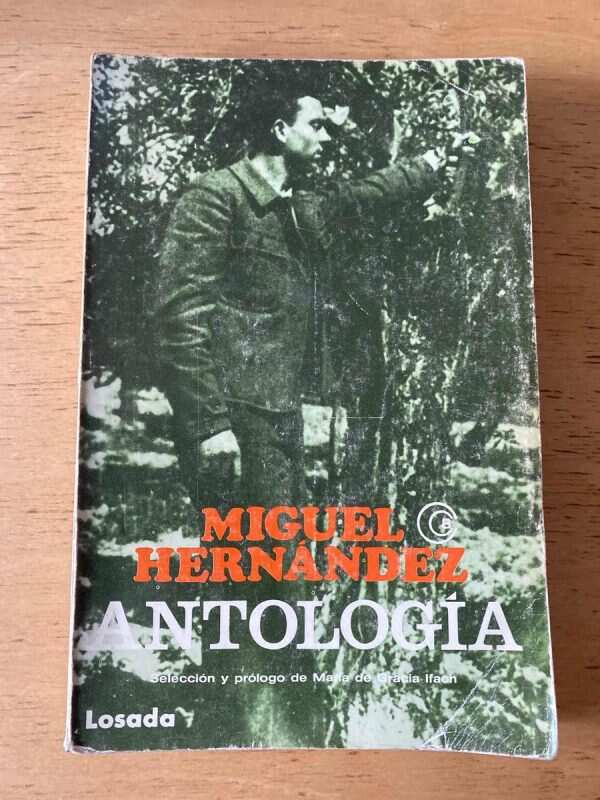 MIGUEL
HERNÁNDEZ
ANTOLOGÍA
Selección y prólogo de María de Gracia Ifach
Losada